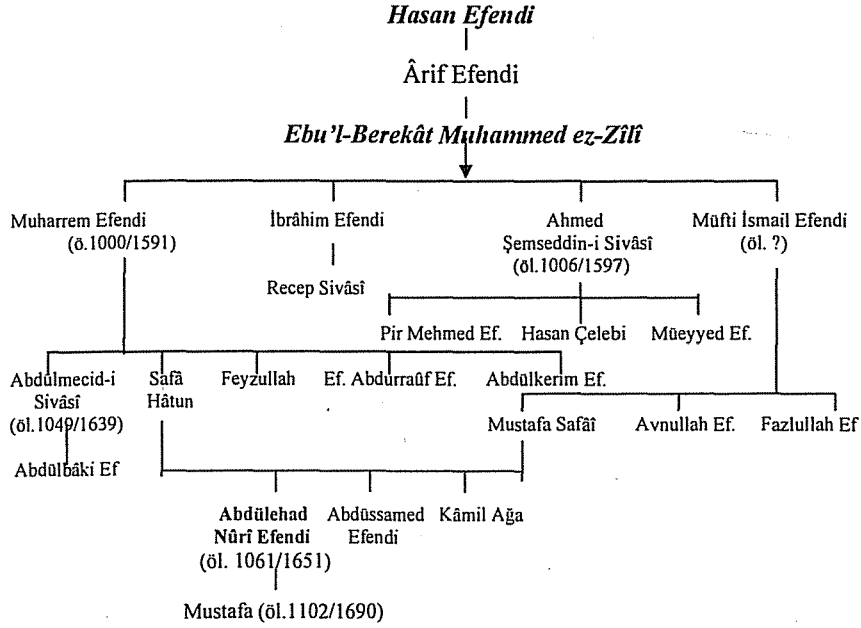 Hasan Efendi
Ârif Efendi
Ebu'l-Berekât Muhammed ez-Zîlî
Muharrem Efendi
(ö.1000/1591)
İbrâhim Efendi
Recep Sivâsî
Ahmed
Şemseddin-i Sivâsî
(öl.1006/1597)
Müfti İsmail Efendi
(öl. ?)
Pir Mehmed Ef.
Hasan Çelebi
Müeyyed Ef.
Abdülmecid-i
Sivâsî
(öl.1049/1639)
Safâ
Hâtun
Feyzullah
Ef. Abdurraûf Ef.
Abdülkerim Ef.
Mustafa Safâî
Avnullah Ef.
Fazlullah Ef
Abdülbâki Ef
Abdülehad
Nûrî Efendi
(öl. 1061/1651)
Abdüssamed
Efendi
Kâmil Ağa
Mustafa (öl.1102/1690)